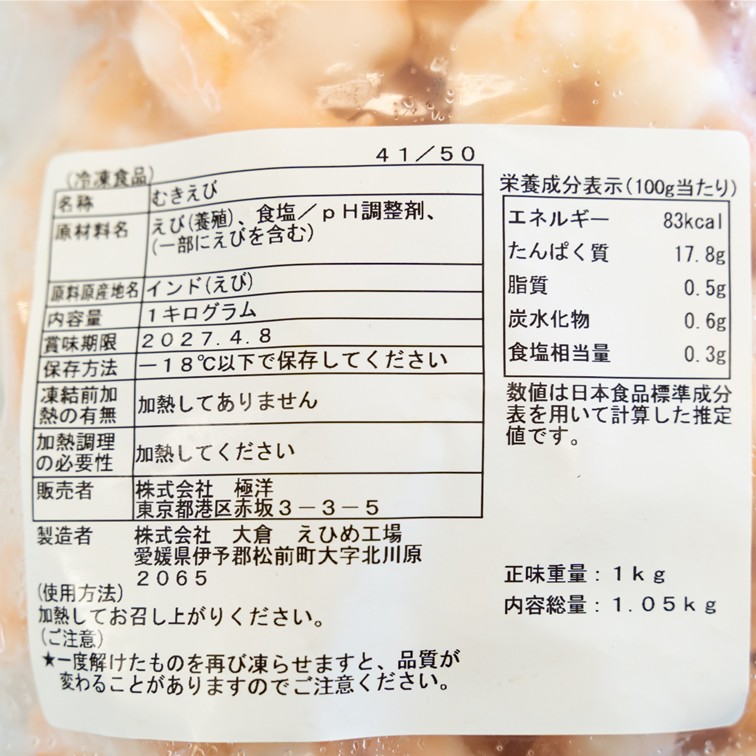 41/50
(冷凍食品)
名称 むきえび
原材料名 えび(養殖)、食塩/pH調整剤、
(一部にえびを含む)
原料原産地名 インド(えび)
内容量 1キログラム
賞味期限 2027.4.8
保存方法 -18℃以下で保存してください
凍結前加熱の有無 加熱してありません
加熱調理の必要性 加熱してください
販売者 株式会社 極洋
東京都港区赤坂3-3-5
製造者 株式会社 大倉 えひめ工場
愛媛県伊予郡松前町大字北川原
2065
(使用方法)
加熱してお召し上がりください。
(ご注意)
★一度解けたものを再び凍らせますと、品質が
変わることがありますのでご注意ください。
栄養成分表示(100g当たり)
エネルギー 83kcal
たんぱく質 17.8g
脂質 0.5g
炭水化物 0.6g
食塩相当量 0.3g
数値は日本食品標準成分
表を用いて計算した推定
値です。
正味重量:1kg
内容総量:1.05kg